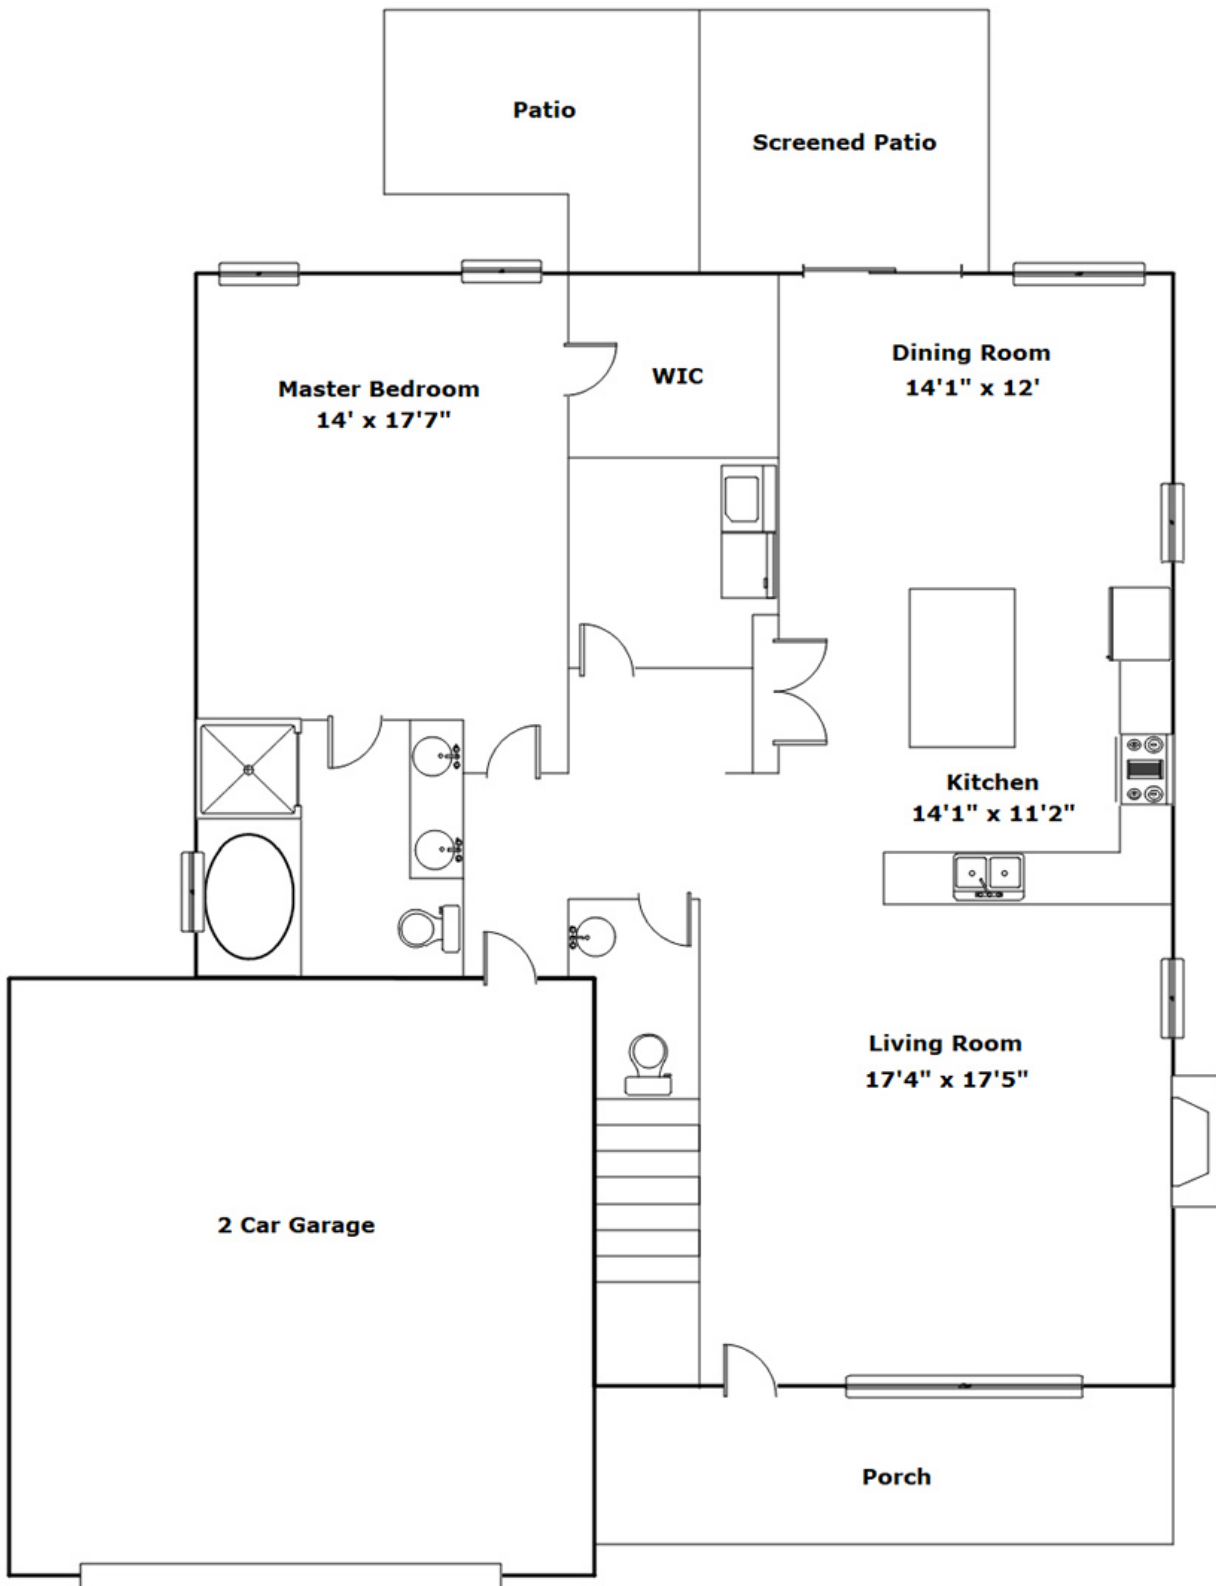 Patio
Screened Patio
Master Bedroom
14' x 17'7"
WIC
Dining Room
14'1" x 12'
Kitchen
14'1" x 11'2"
Living Room
17'4" x 17'5"
2 Car Garage
Porch